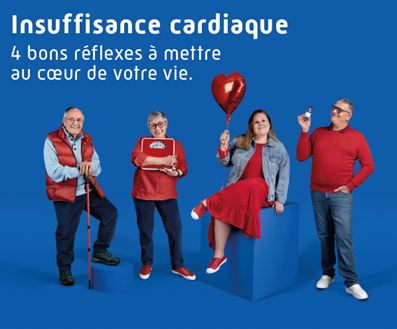 Insuffisance cardiaque
4 bons réflexes à mettre
au cœur de votre vie.